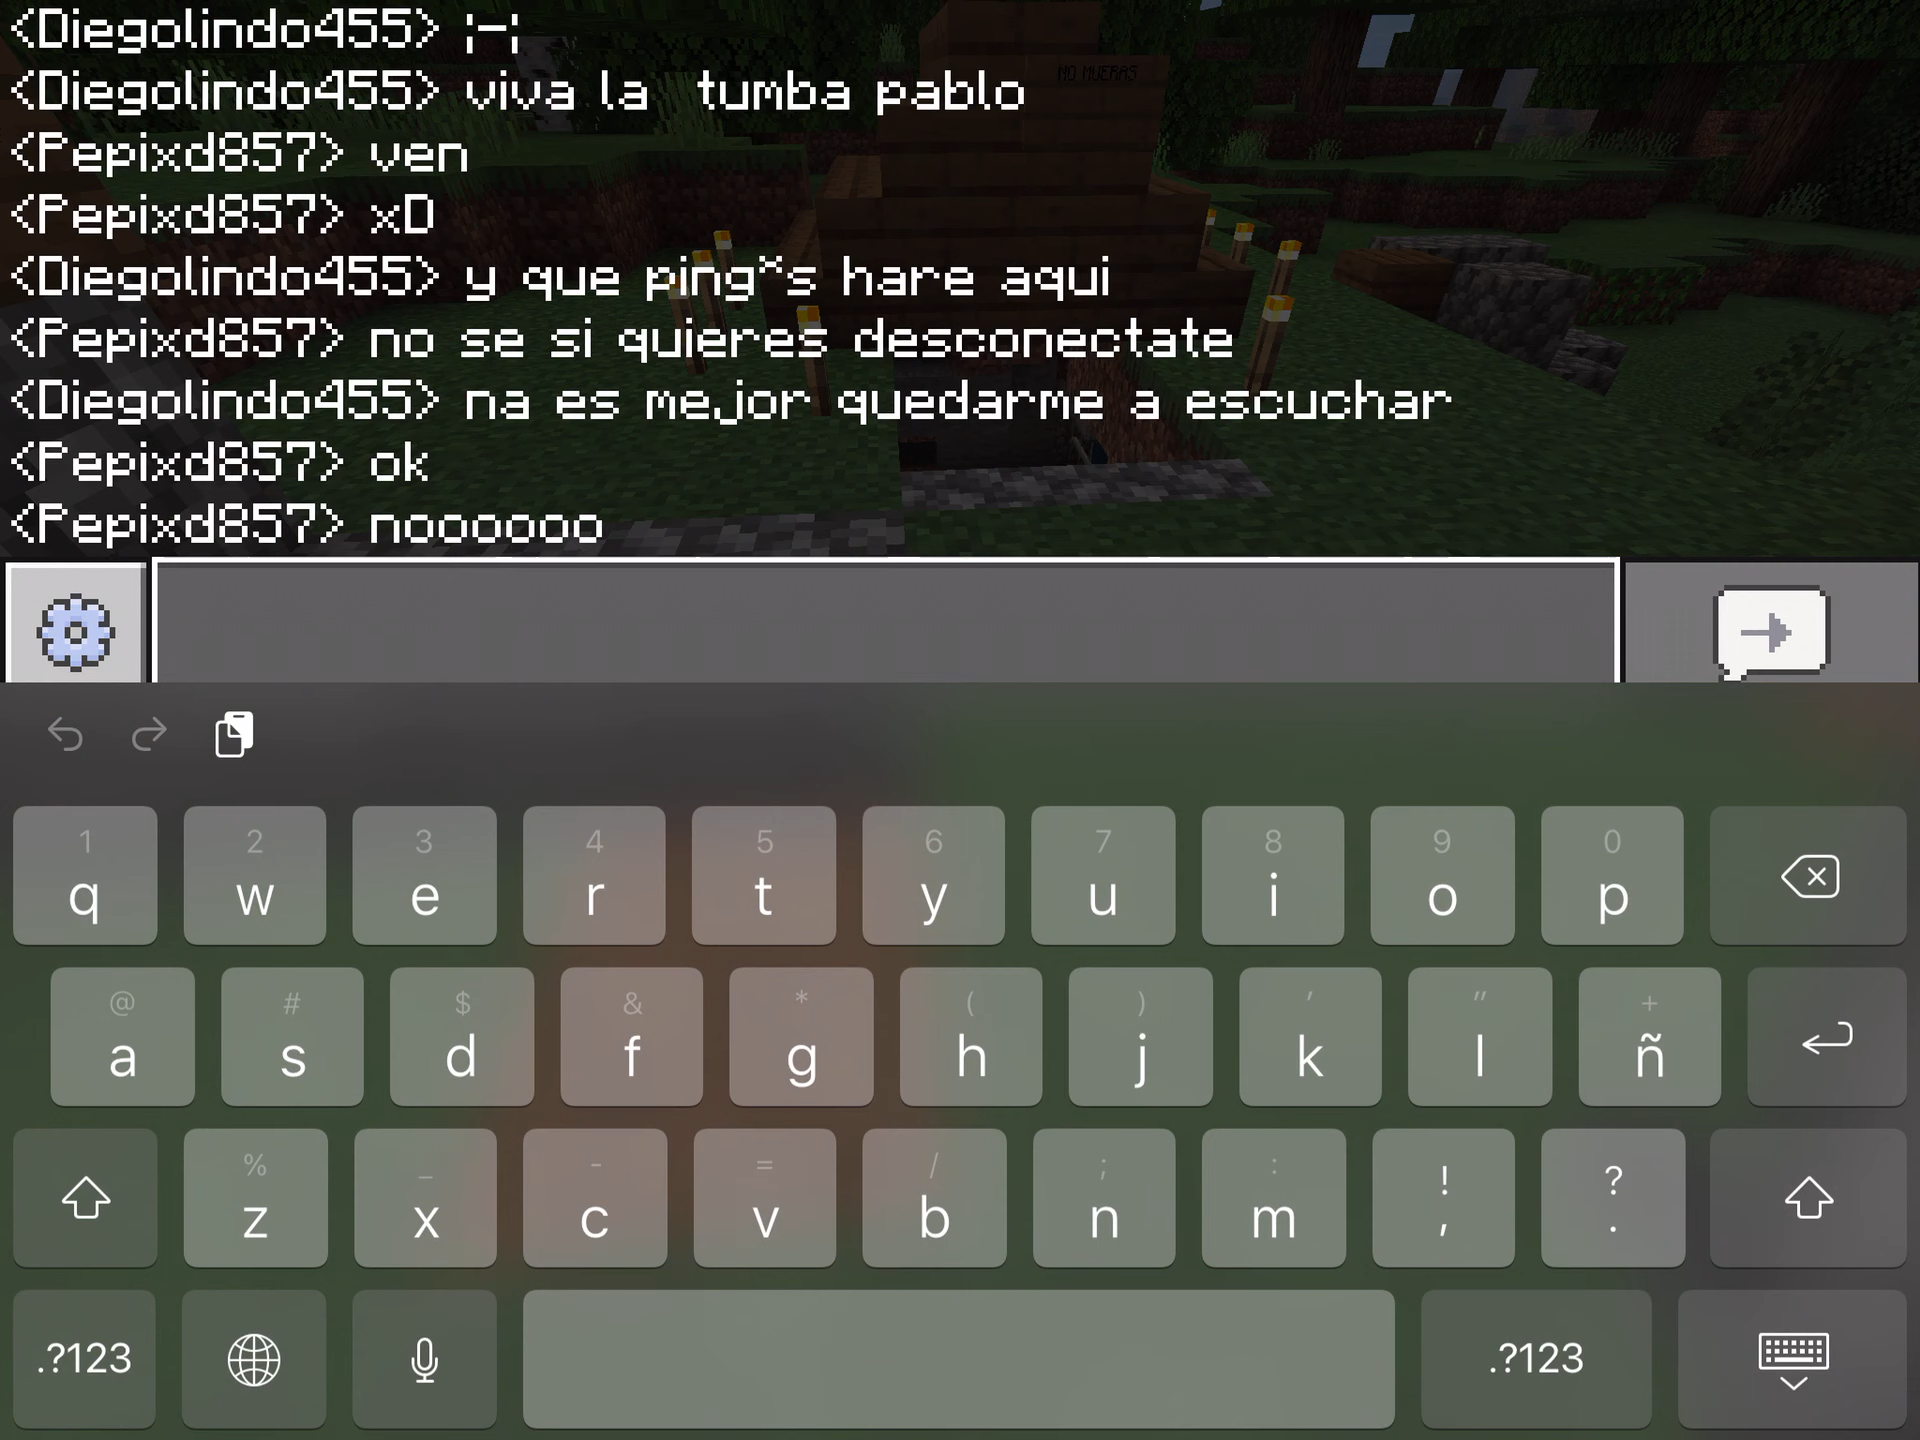 <Diegolindo455> ;-;
<Diegolindo455> viva la  tumba pablo
NO MUERAS
<Pepixd857> ven
<Pepixd857> xD
<Diegolindo455> y que ping*s hare aqui
<Pepixd857> no se si quieres desconectate
<Diegolindo455> na es mejor quedarme a escuchar
<Pepixd857> ok
<Pepixd857> noooooo
1 2 3 4 5 6 7 8 9 0
q w e r t y u i o p
@ # $ & * ( ) ' " +
a s d f g h j k l ñ
% _ - = / ; : ! ?
z x c v b n m , .
.?123 .?123